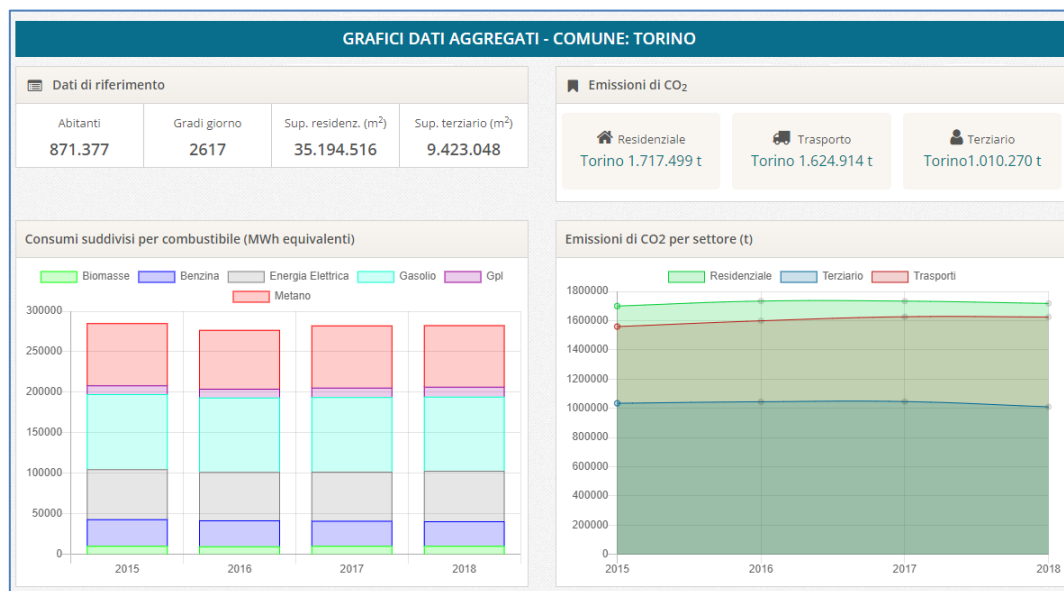 GRAFICI DATI AGGREGATI - COMUNE: TORINO
Dati di riferimento
Abitanti
871.377
Gradi giorno
2617
Sup. residenz. (m²)
35.194.516
Sup. terziario (m²)
9.423.048
Emissioni di CO₂
Residenziale
Torino 1.717.499 t
Trasporto
Torino 1.624.914 t
Terziario
Torino1.010.270 t
Consumi suddivisi per combustibile (MWh equivalenti)
Biomasse Benzina Energia Elettrica Gasolio Gpl
Metano
300000
250000
200000
150000
100000
50000
0
2015 2016 2017 2018
Emissioni di CO2 per settore (t)
Residenziale Terziario Trasporti
1800000
1600000
1400000
1200000
1000000
800000
600000
400000
200000
0
2015 2016 2017 2018